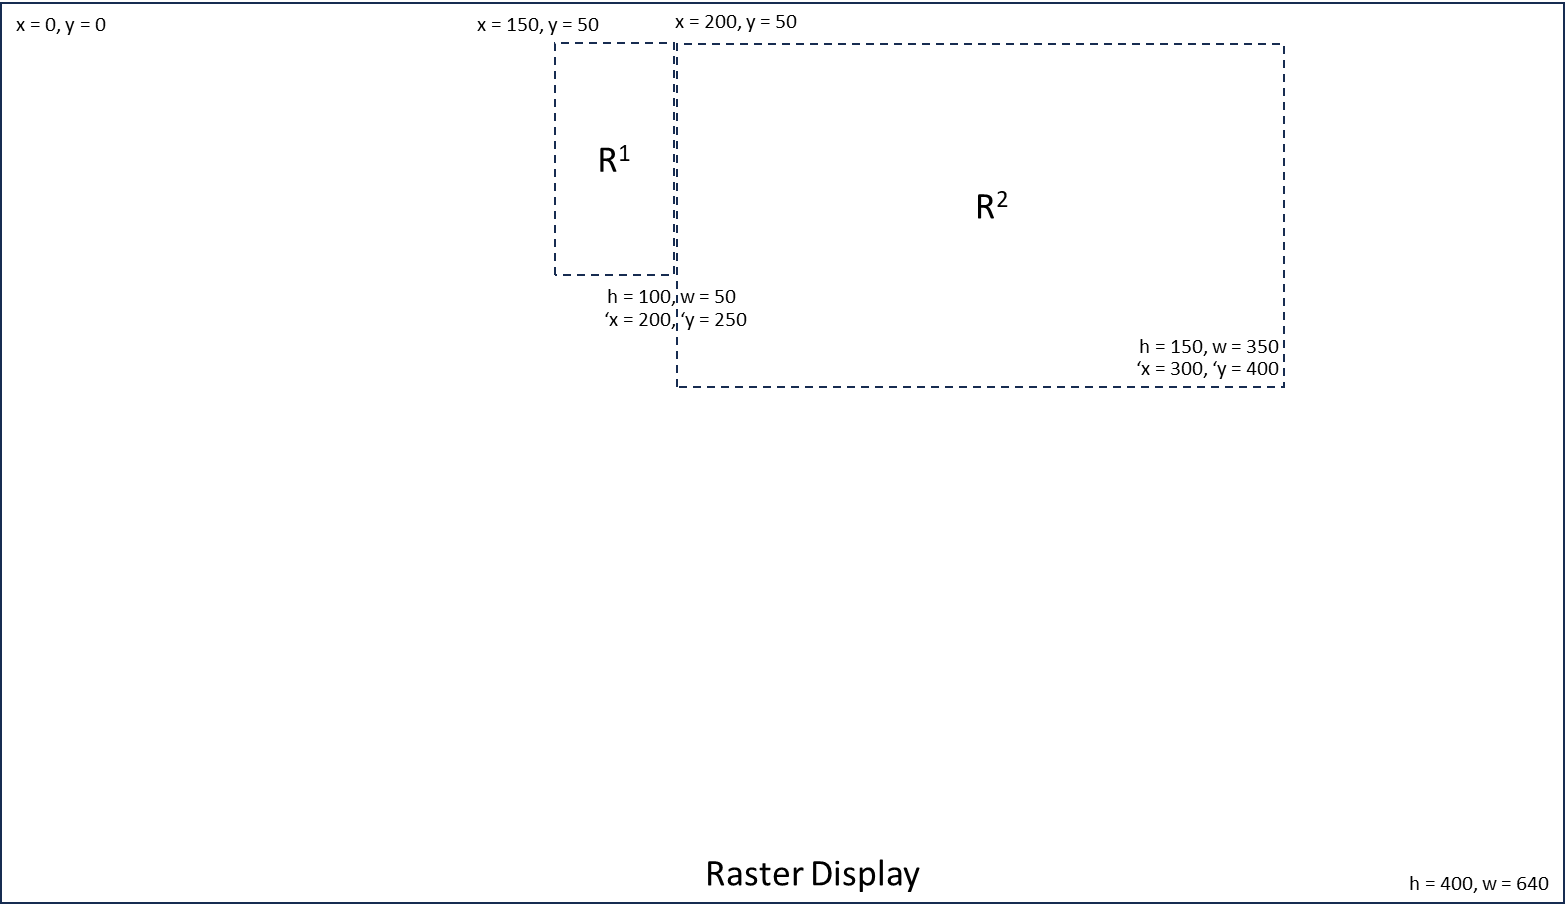 x = 0, y = 0
x = 150, y = 50
x = 200, y = 50
R¹
R²
h = 100, w = 50
‘x = 200, ‘y = 250
h = 150, w = 350
‘x = 300, ‘y = 400
Raster Display
h = 400, w = 640